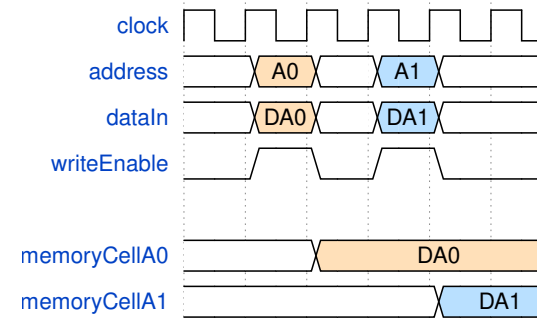 clock
address A0 A1
dataIn DA0 DA1
writeEnable
memoryCellA0 DA0
memoryCellA1 DA1